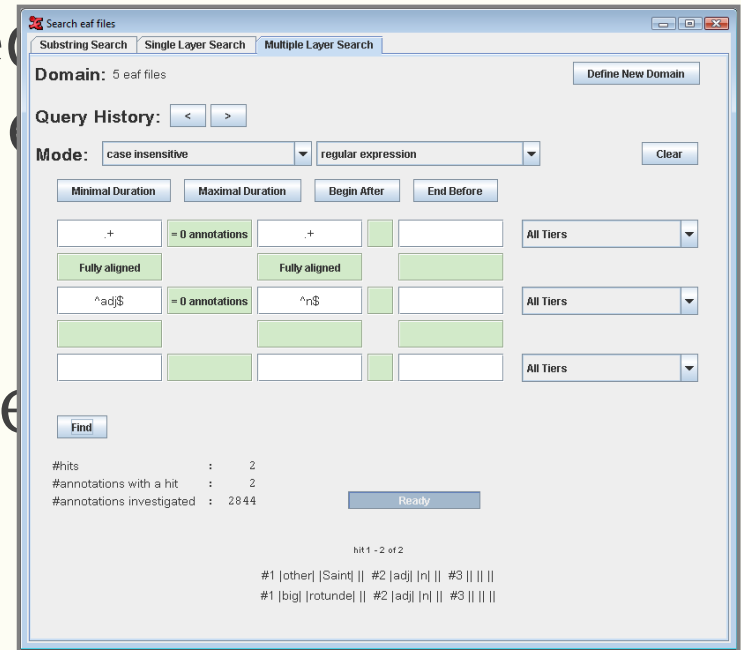 Search eaf files
Substring Search Single Layer Search Multiple Layer Search
Domain: 5 eaf files Define New Domain
Query History: < >
Mode: case insensitive regular expression Clear
Minimal Duration Maximal Duration Begin After End Before
.+ = 0 annotations .+ All Tiers
Fully aligned Fully aligned
^adj$ = 0 annotations ^n$ All Tiers
All Tiers
Find
#hits : 2
#annotations with a hit : 2
#annotations investigated : 2844 Ready
hit 1 - 2 of 2
#1 |other| |Saint| || #2 |adj| |n| || #3 || || ||
#1 |big| |rotunde| || #2 |adj| |n| || #3 || || ||